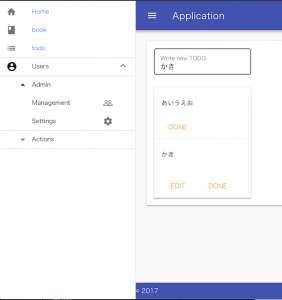 Home
book
todo
Users
Admin
Management
Settings
Actions
Application
Write new TODO.
かき
あいうえお
DONE
かき
EDIT DONE
2017